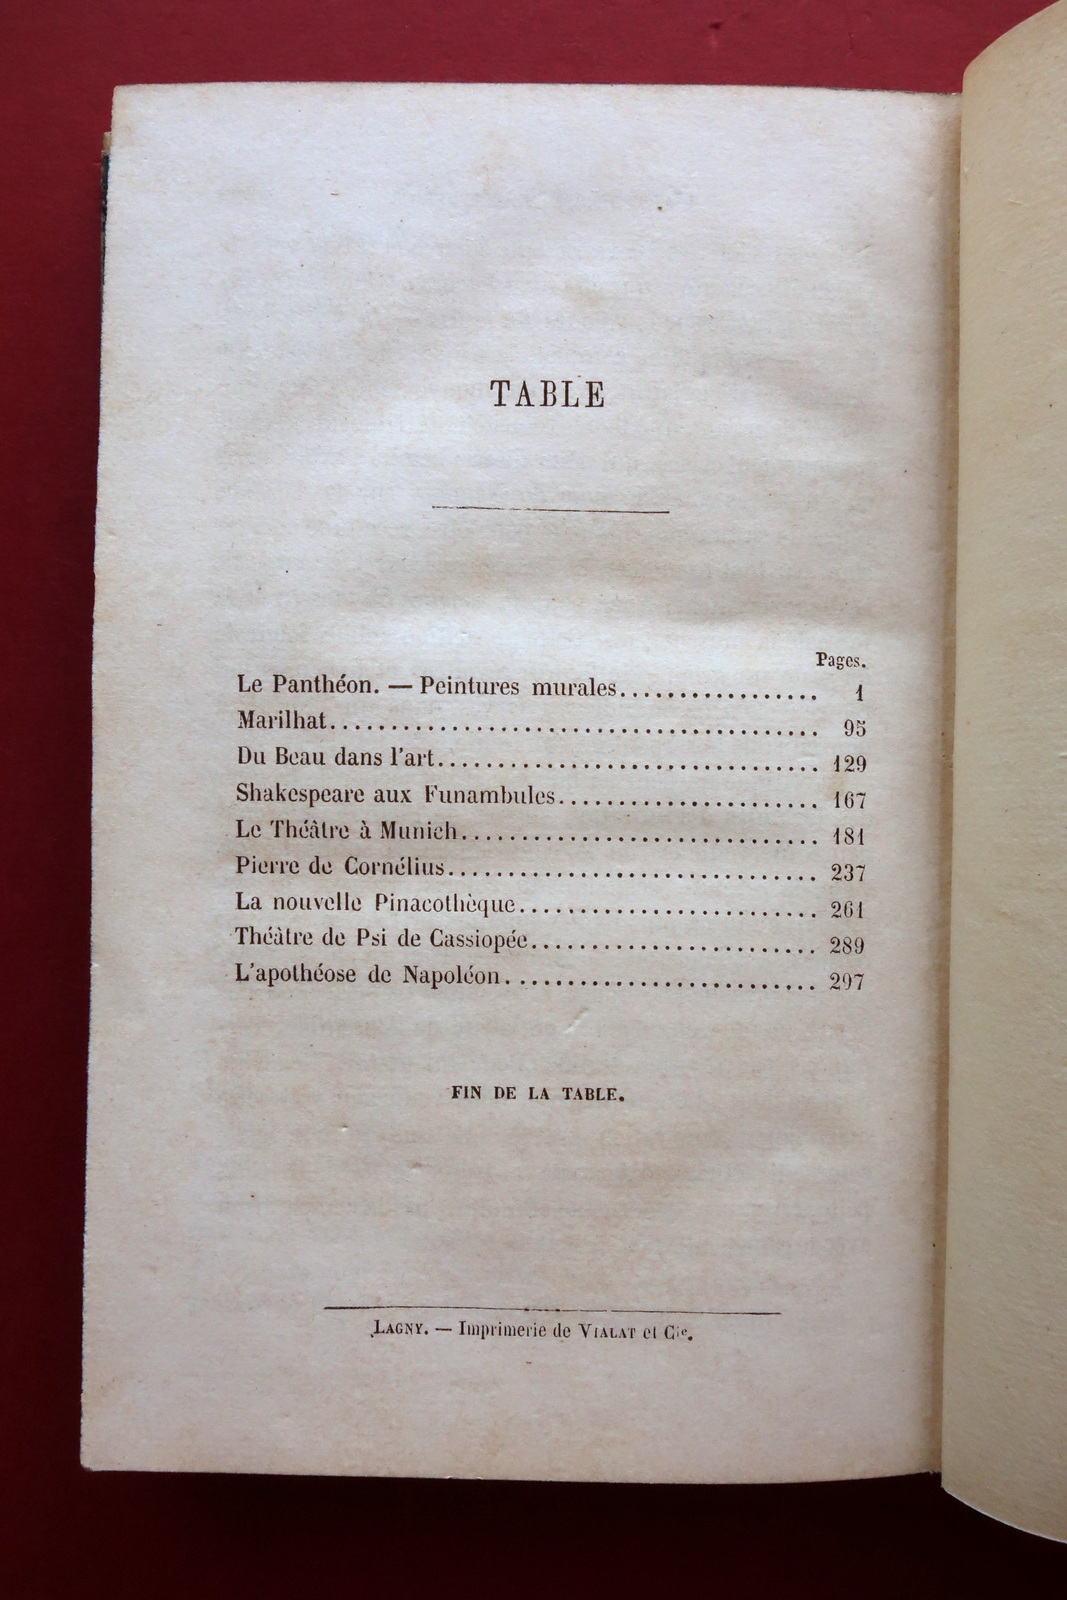 TABLE
Pages.
Le Panthéon. — Peintures murales................. 1
Marilhat........................................ 95
Du Beau dans l'art............................... 129
Shakespeare aux Funambules...................... 167
Le Théâtre à Munich............................. 181
Pierre de Cornélius.............................. 237
La nouvelle Pinacothèque........................ 261
Théâtre de Psi de Cassiopée....................... 289
L'apothéose de Napoléon.......................... 297
FIN DE LA TABLE.
LAGNY. — Imprimerie de VIALAT et Cie.